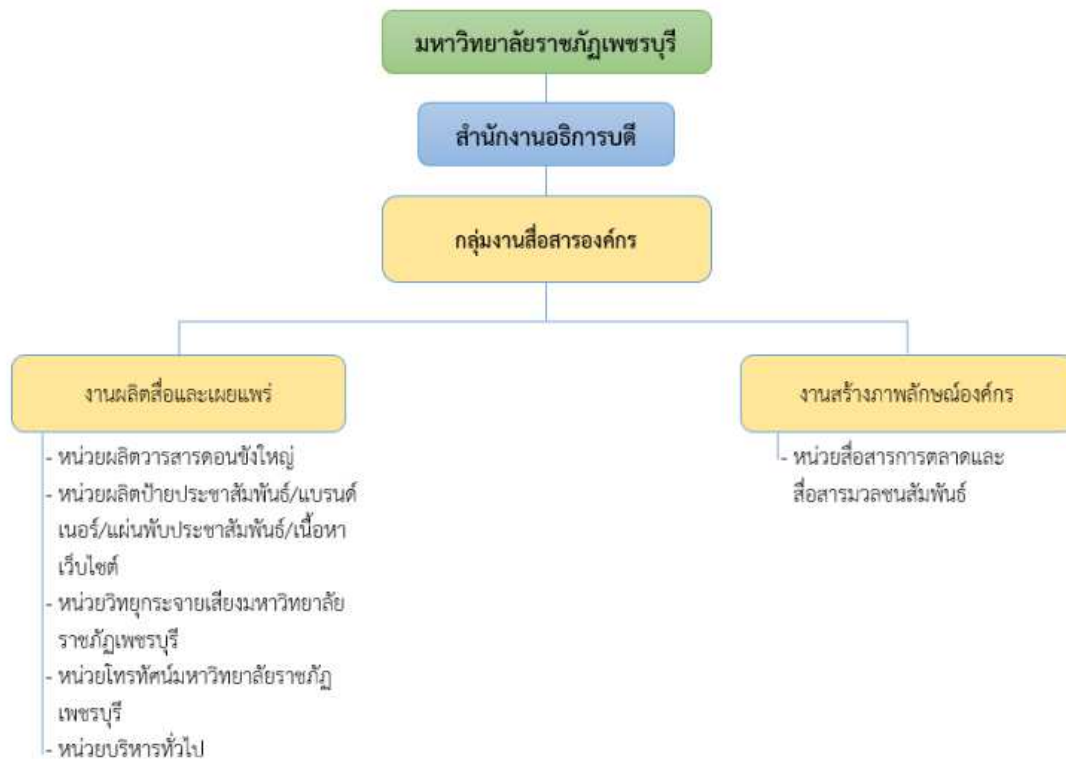 มหาวิทยาลัยราชภัฏเพชรบุรี
สำนักงานอธิการบดี
กลุ่มงานสื่อสารองค์กร
งานผลิตสื่อและเผยแพร่
- หน่วยผลิตวารสารดอนขังใหญ่
- หน่วยผลิตป้ายประชาสัมพันธ์/แบรนด์
เนอร์/แผ่นพับประชาสัมพันธ์/เนื้อหา
เว็บไซต์
- หน่วยวิทยุกระจายเสียงมหาวิทยาลัย
ราชภัฏเพชรบุรี
- หน่วยโทรทัศน์มหาวิทยาลัยราชภัฏ
เพชรบุรี
- หน่วยบริหารทั่วไป
งานสร้างภาพลักษณ์องค์กร
- หน่วยสื่อสารการตลาดและ
สื่อสารมวลชนสัมพันธ์